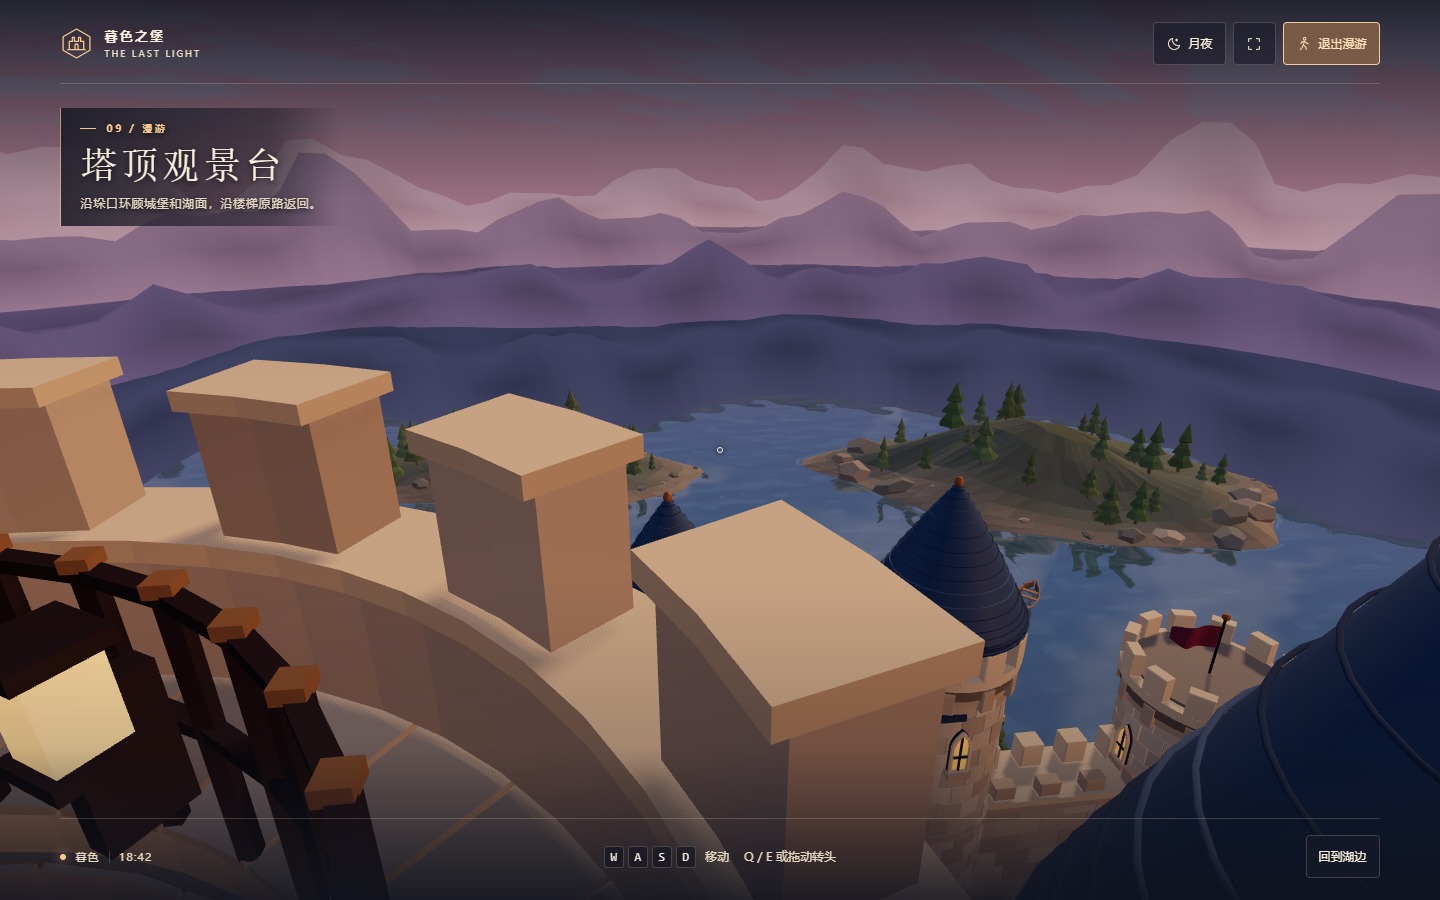 暮色之堡
THE LAST LIGHT
月夜
退出漫游
09 / 漫游
塔顶观景台
沿垛口环顾城堡和湖面，沿楼梯原路返回。
暮色 18:42
W A S D 移动 Q / E 或拖动转头
回到湖边